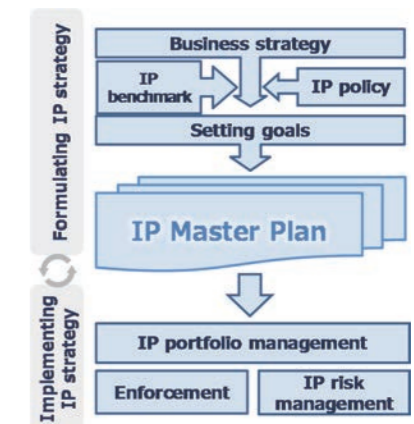 Formulating IP strategy
Business strategy
IP
benchmark
IP policy
Setting goals
IP Master Plan
Implementing
IP strategy
IP portfolio management
Enforcement
IP risk
management